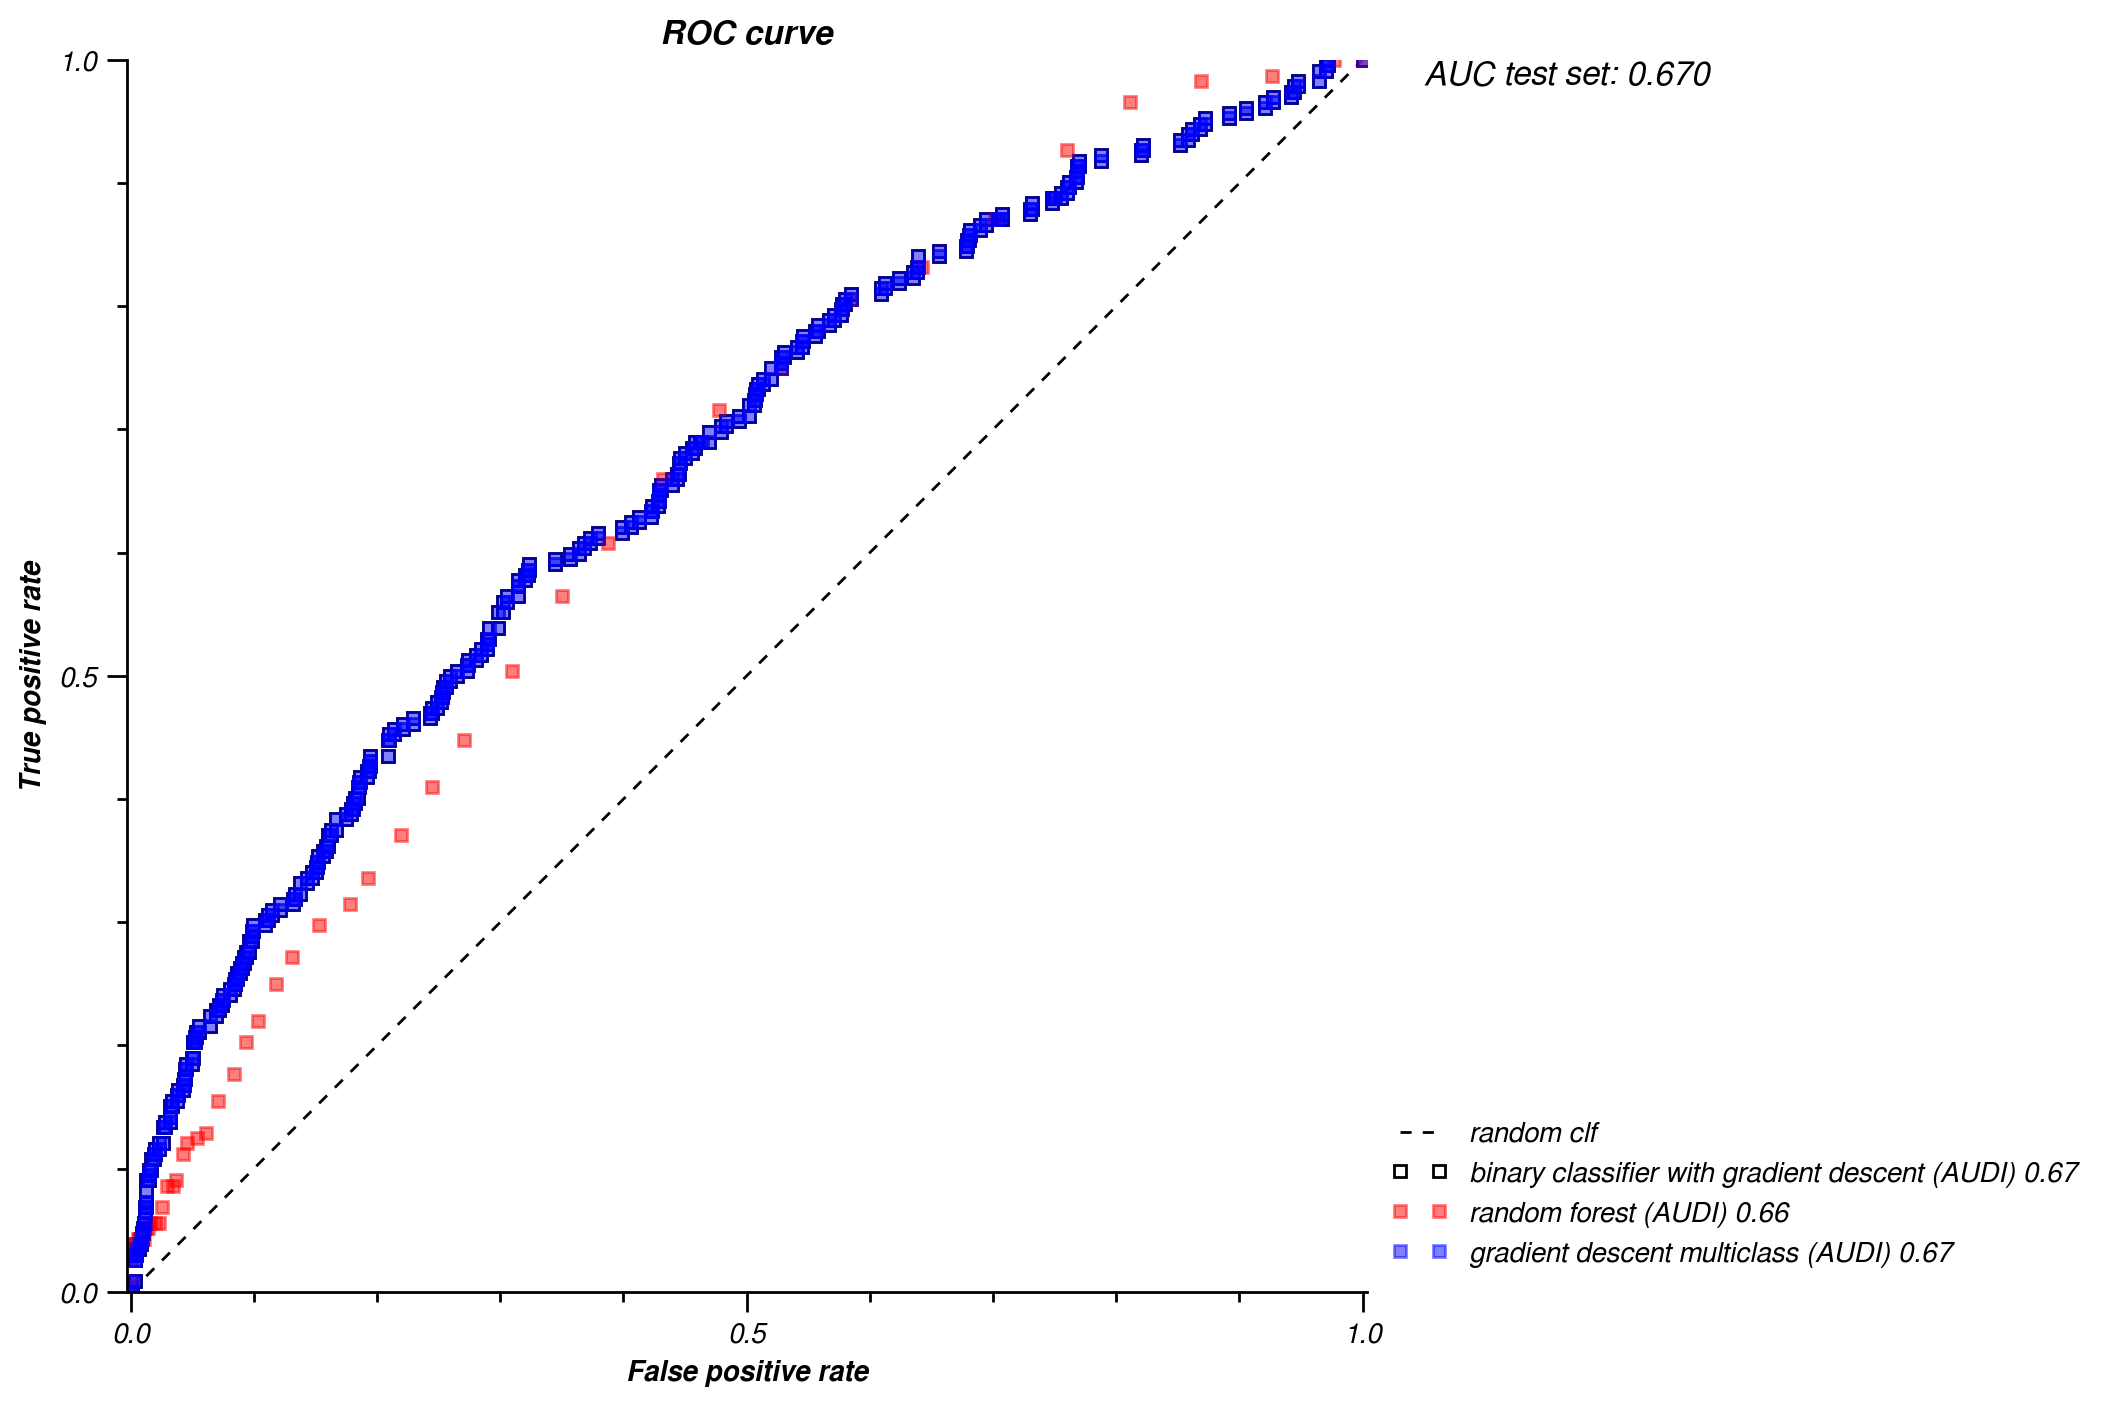 ROC curve
AUC test set: 0.670
1.0
0.5
0.0
True positive rate
0.0 0.5 1.0
False positive rate
random clf
binary classifier with gradient descent (AUDI) 0.67
random forest (AUDI) 0.66
gradient descent multiclass (AUDI) 0.67